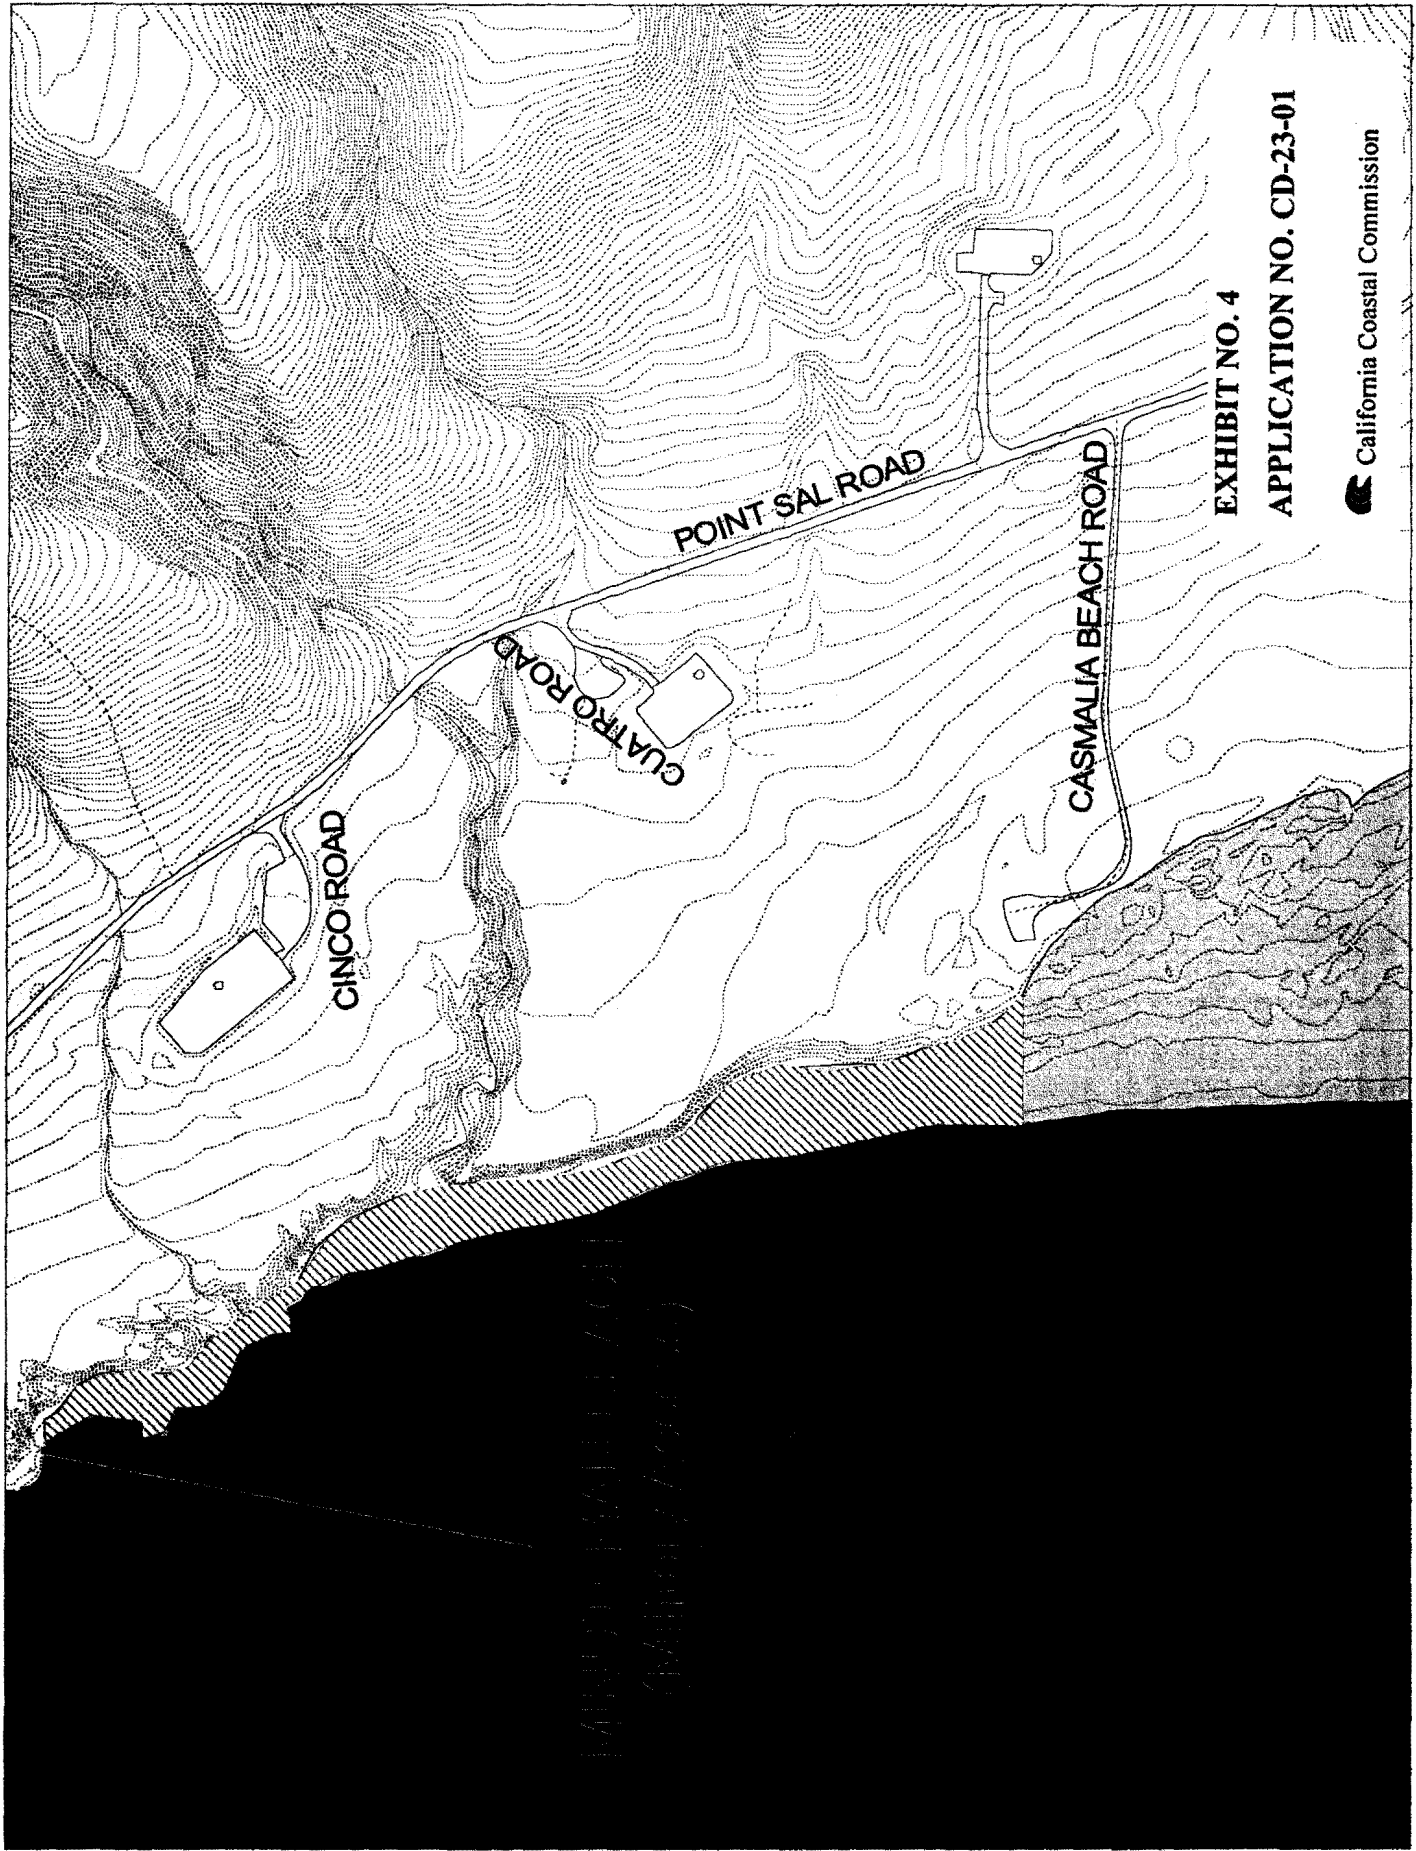 CINCO ROAD
CUATRO ROAD
POINT SAL ROAD
CASMALIA BEACH ROAD
EXHIBIT NO. 4
APPLICATION NO. CD-23-01
California Coastal Commission